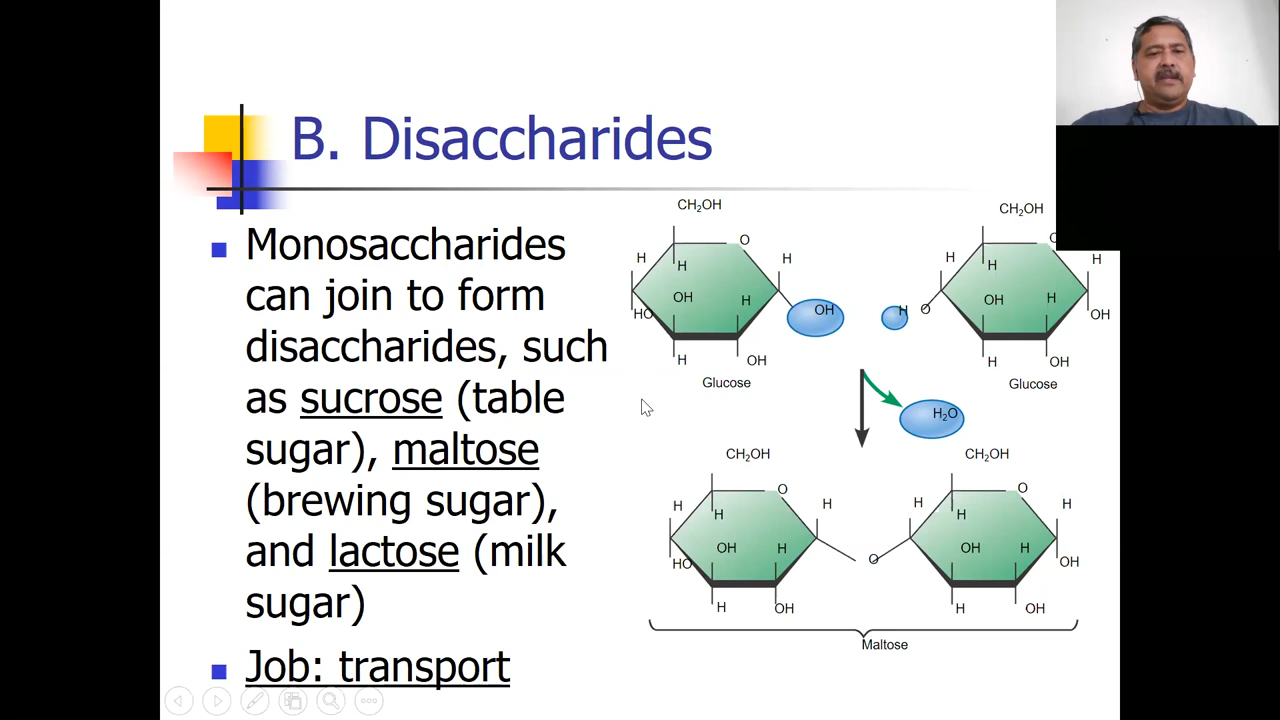 B. Disaccharides
Monosaccharides
can join to form
disaccharides, such
as sucrose (table
sugar), maltose
(brewing sugar),
and lactose (milk
sugar)
Job: transport
CH₂OH
CH₂OH
O
O
H
H
H
H
H
H
H
H
OH
OH
HO
OH
H
O
OH
H
OH
H
OH
Glucose
Glucose
H₂O
CH₂OH
CH₂OH
O
O
H
H
H
H
H
H
OH
H
OH
H
HO
O
OH
H
OH
H
OH
Maltose